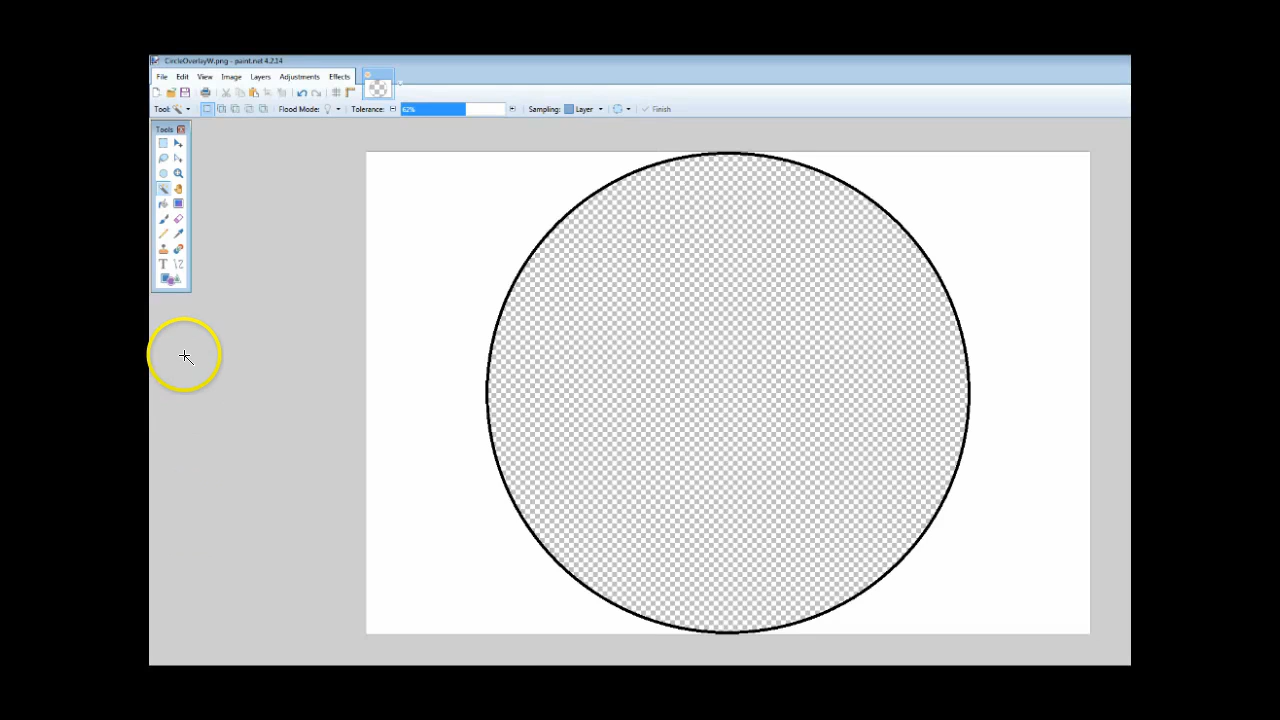 CircleOverlayW.png - paint.net 4.2.14
File Edit View Image Layers Adjustments Effects
Tool: Flood Mode: Tolerance: 62% Sampling: Layer Finish
Tools